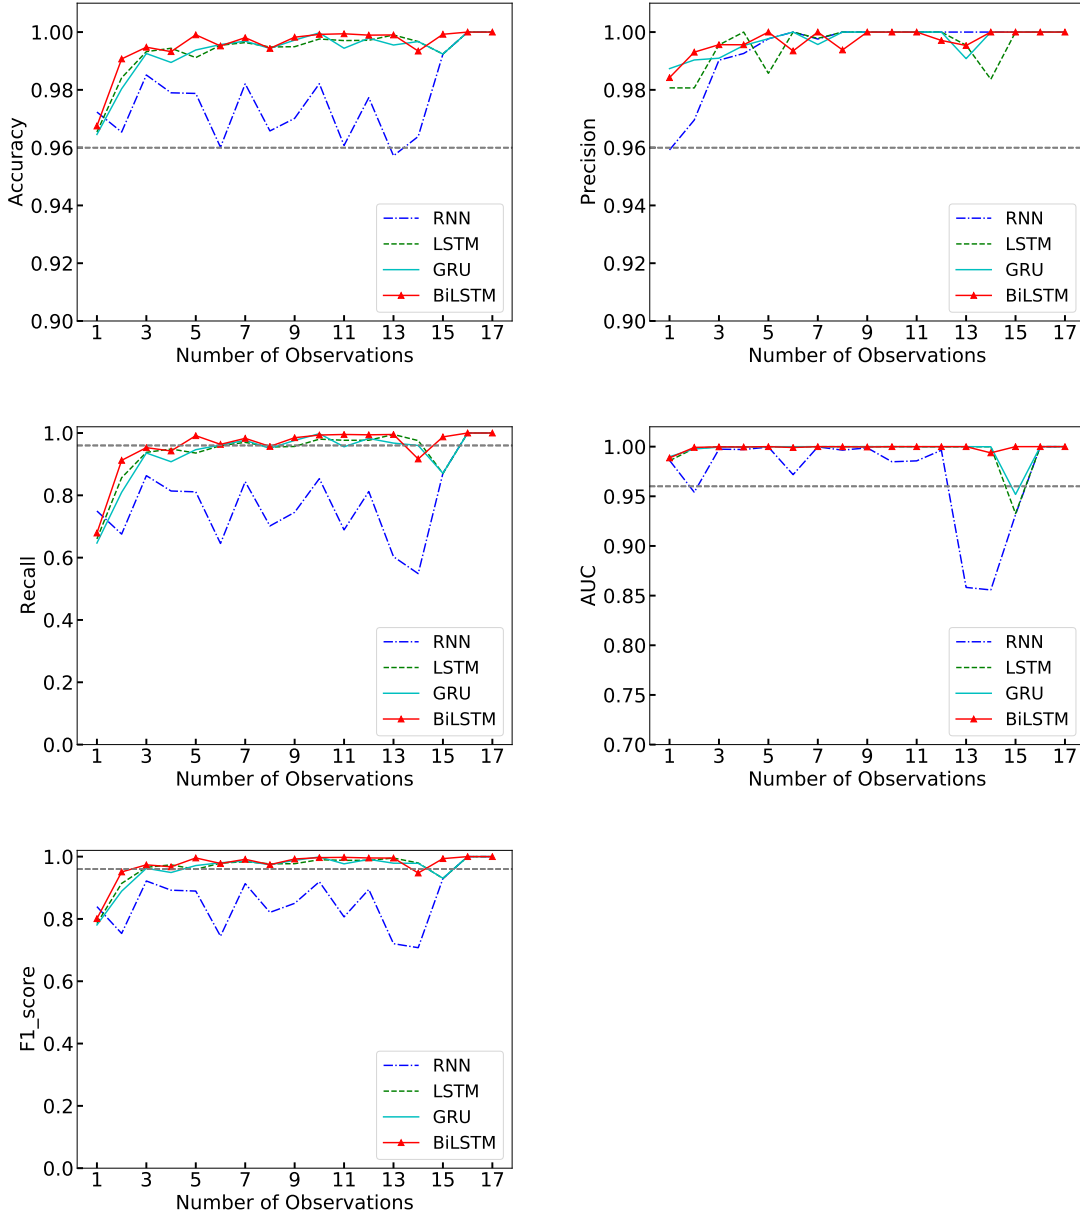 Accuracy
1.00
0.98
0.96
0.94
0.92
0.90
RNN
LSTM
GRU
BiLSTM
1 3 5 7 9 11 13 15 17
Number of Observations
Precision
1.00
0.98
0.96
0.94
0.92
0.90
RNN
LSTM
GRU
BiLSTM
1 3 5 7 9 11 13 15 17
Number of Observations
Recall
1.0
0.8
0.6
0.4
0.2
0.0
RNN
LSTM
GRU
BiLSTM
1 3 5 7 9 11 13 15 17
Number of Observations
AUC
1.00
0.95
0.90
0.85
0.80
0.75
0.70
RNN
LSTM
GRU
BiLSTM
1 3 5 7 9 11 13 15 17
Number of Observations
F1_score
1.0
0.8
0.6
0.4
0.2
0.0
RNN
LSTM
GRU
BiLSTM
1 3 5 7 9 11 13 15 17
Number of Observations